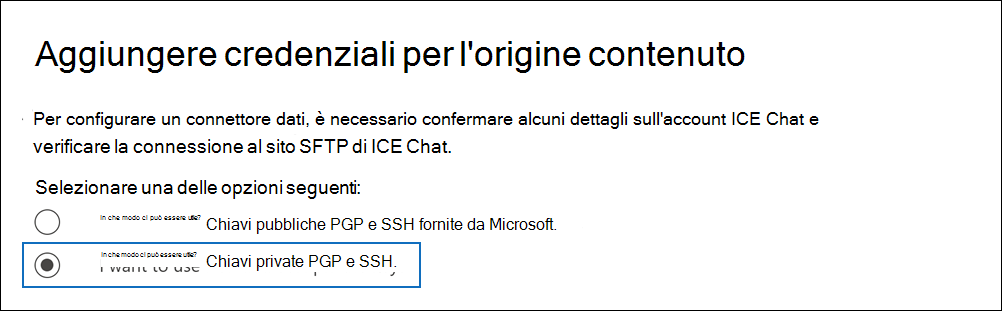 Aggiungere credenziali per l'origine contenuto
Per configurare un connettore dati, è necessario confermare alcuni dettagli sull'account ICE Chat e
verificare la connessione al sito SFTP di ICE Chat.
Selezionare una delle opzioni seguenti:
In che modo ci può essere utile? Chiavi pubbliche PGP e SSH fornite da Microsoft.
In che modo ci può essere utile? Chiavi private PGP e SSH.
I want to use